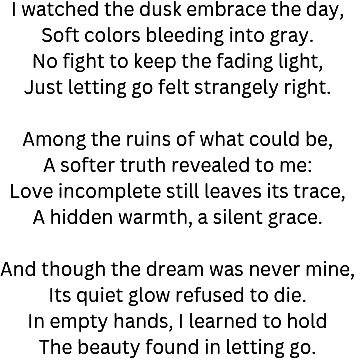 I watched the dusk embrace the day,
Soft colors bleeding into gray.
No fight to keep the fading light,
Just letting go felt strangely right.

Among the ruins of what could be,
A softer truth revealed to me:
Love incomplete still leaves its trace,
A hidden warmth, a silent grace.

And though the dream was never mine,
Its quiet glow refused to die.
In empty hands, I learned to hold
The beauty found in letting go.